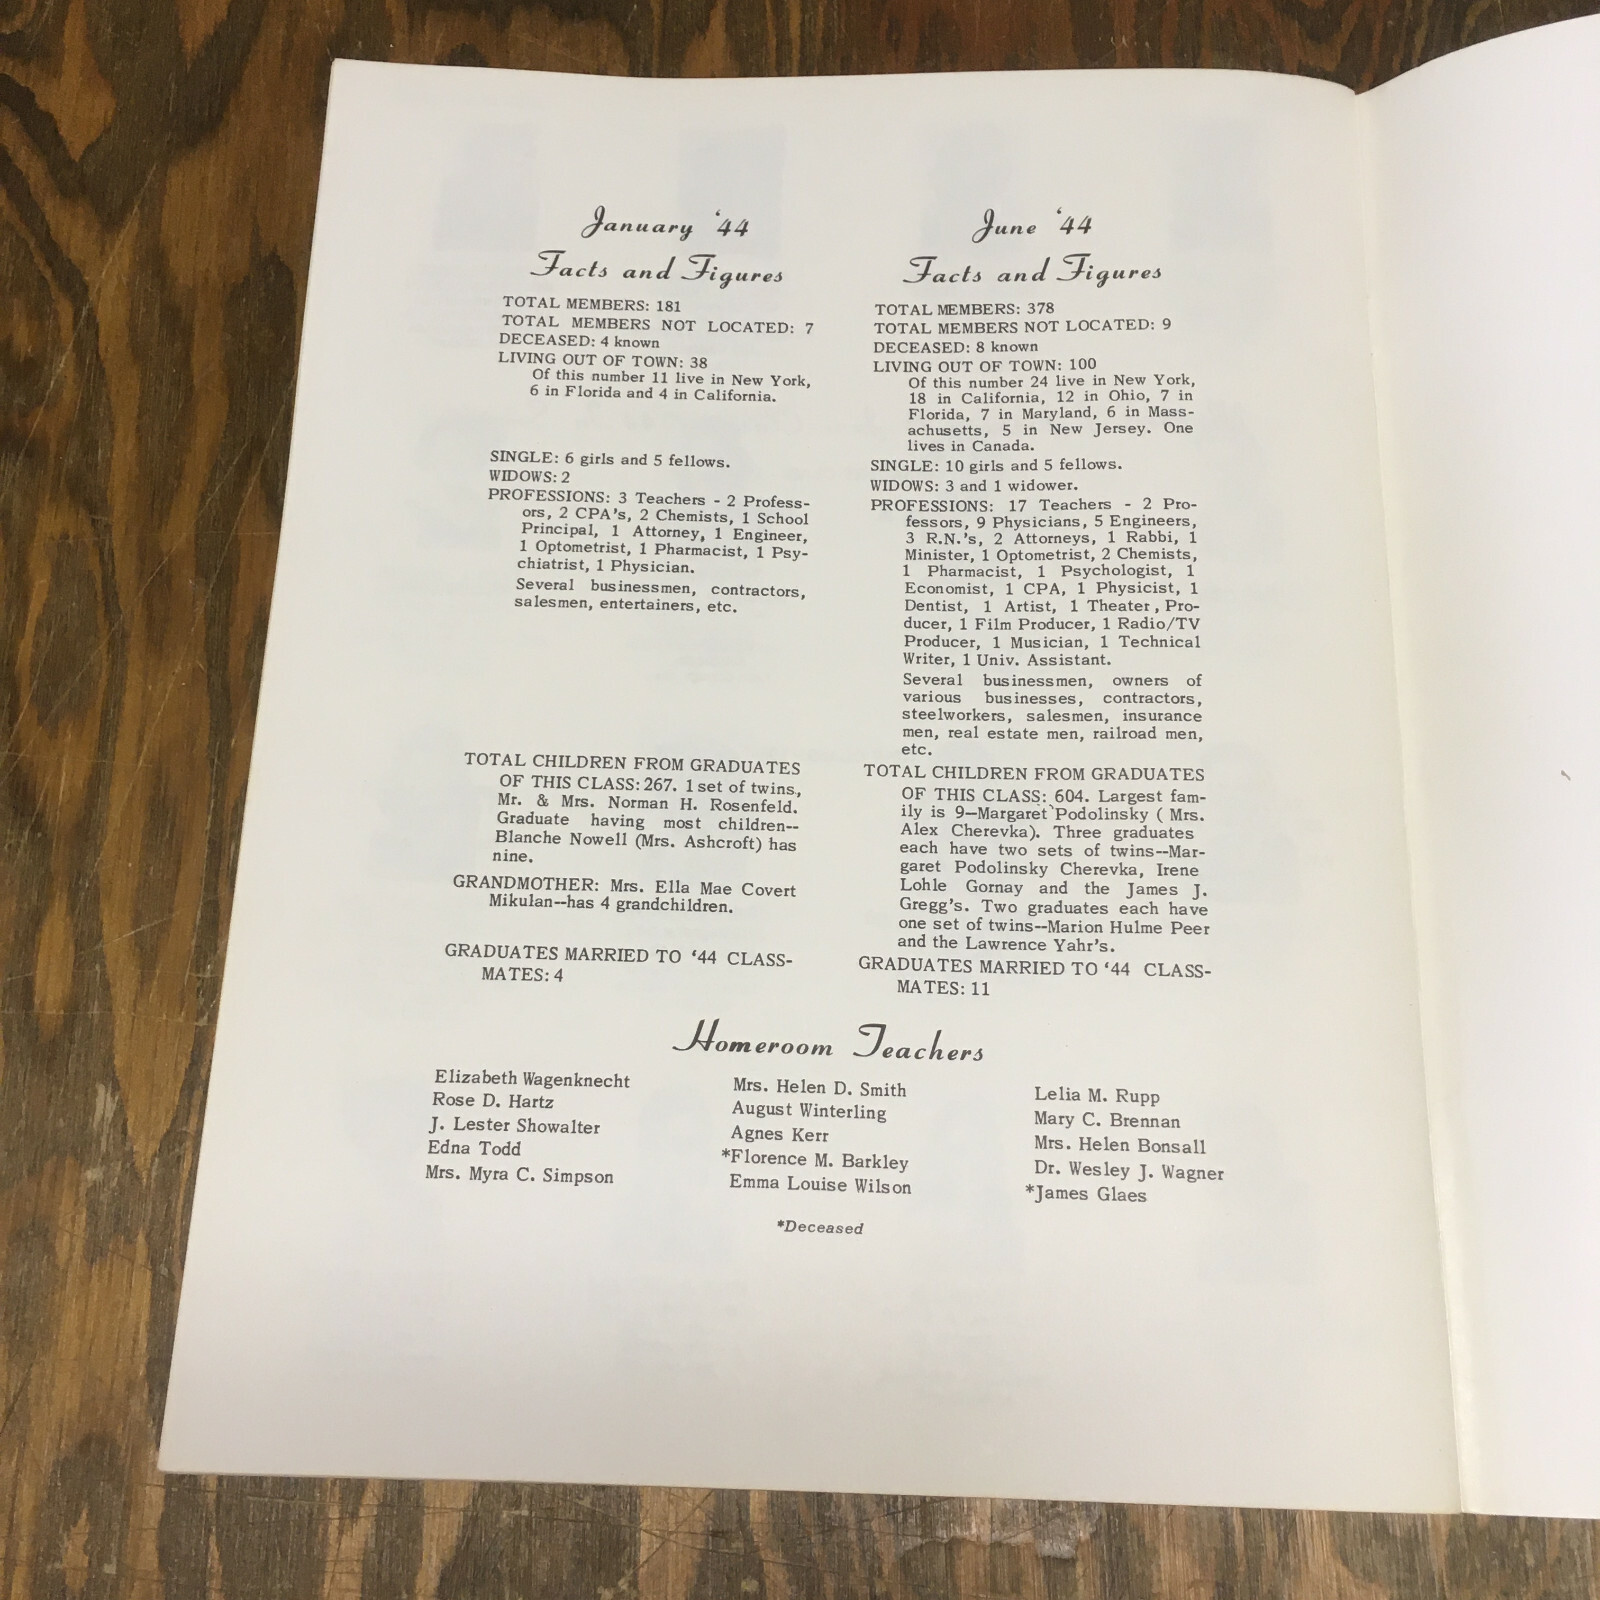 January '44
Facts and Figures
TOTAL MEMBERS: 181
TOTAL MEMBERS NOT LOCATED: 7
DECEASED: 4 known
LIVING OUT OF TOWN: 38
Of this number 11 live in New York,
6 in Florida and 4 in California.
SINGLE: 6 girls and 5 fellows.
WIDOWS: 2
PROFESSIONS: 3 Teachers - 2 Profess-
ors, 2 CPA's, 2 Chemists, 1 School
Principal, 1 Attorney, 1 Engineer,
1 Optometrist, 1 Pharmacist, 1 Psy-
chiatrist, 1 Physician.
Several businessmen, contractors,
salesmen, entertainers, etc.
TOTAL CHILDREN FROM GRADUATES
OF THIS CLASS: 267. 1 set of twins,
Mr. & Mrs. Norman H. Rosenfeld.
Graduate having most children--
Blanche Nowell (Mrs. Ashcroft) has
nine.
GRANDMOTHER: Mrs. Ella Mae Covert
Mikulan--has 4 grandchildren.
GRADUATES MARRIED TO '44 CLASS-
MATES: 4
June '44
Facts and Figures
TOTAL MEMBERS: 378
TOTAL MEMBERS NOT LOCATED: 9
DECEASED: 8 known
LIVING OUT OF TOWN: 100
Of this number 24 live in New York,
18 in California, 12 in Ohio, 7 in
Florida, 7 in Maryland, 6 in Mass-
achusetts, 5 in New Jersey. One
lives in Canada.
SINGLE: 10 girls and 5 fellows.
WIDOWS: 3 and 1 widower.
PROFESSIONS: 17 Teachers - 2 Pro-
fessors, 9 Physicians, 5 Engineers,
3 R.N.'s, 2 Attorneys, 1 Rabbi, 1
Minister, 1 Optometrist, 2 Chemists,
1 Pharmacist, 1 Psychologist, 1
Economist, 1 CPA, 1 Physicist, 1
Dentist, 1 Artist, 1 Theater, Pro-
ducer, 1 Film Producer, 1 Radio/TV
Producer, 1 Musician, 1 Technical
Writer, 1 Univ. Assistant.
Several businessmen, owners of
various businesses, contractors,
steelworkers, salesmen, insurance
men, real estate men, railroad men,
etc.
TOTAL CHILDREN FROM GRADUATES
OF THIS CLASS: 604. Largest fam-
ily is 9—Margaret Podolinsky ( Mrs.
Alex Cherevka). Three graduates
each have two sets of twins--Mar-
garet Podolinsky Cherevka, Irene
Lohle Gornay and the James J.
Gregg's. Two graduates each have
one set of twins--Marion Hulme Peer
and the Lawrence Yahr's.
GRADUATES MARRIED TO '44 CLASS-
MATES: 11
Homeroom Teachers
Elizabeth Wagenknecht
Rose D. Hartz
J. Lester Showalter
Edna Todd
Mrs. Myra C. Simpson
Mrs. Helen D. Smith
August Winterling
Agnes Kerr
*Florence M. Barkley
Emma Louise Wilson
Lelia M. Rupp
Mary C. Brennan
Mrs. Helen Bonsall
Dr. Wesley J. Wagner
*James Glaes
*Deceased